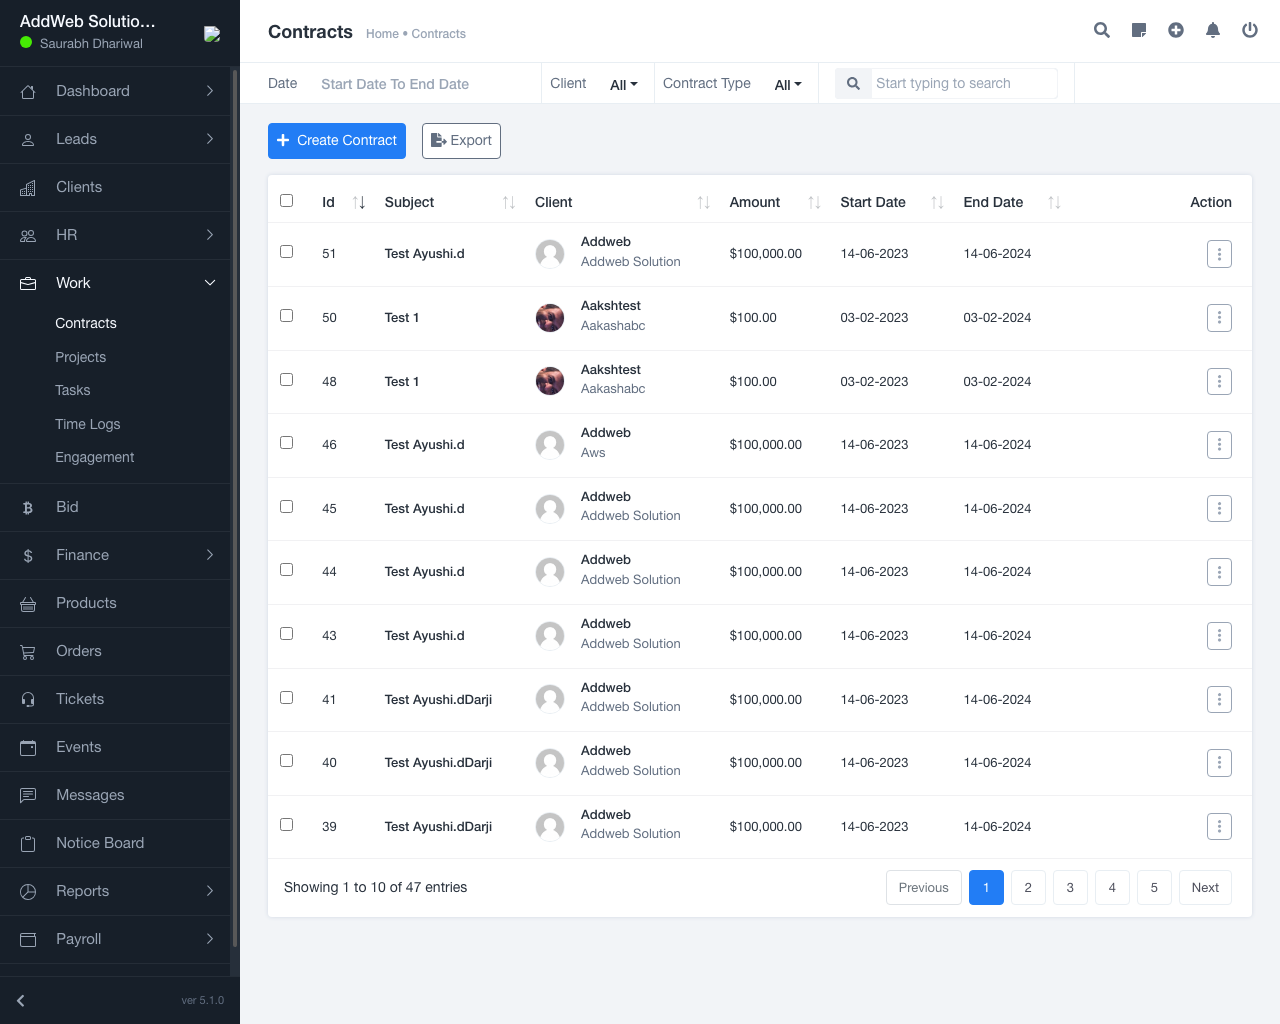 AddWeb Solutio...
Saurabh Dhariwal
Dashboard
Leads
Clients
HR
Work
Contracts
Projects
Tasks
Time Logs
Engagement
Bid
Finance
Products
Orders
Tickets
Events
Messages
Notice Board
Reports
Payroll
ver 5.1.0
Contracts Home • Contracts
Date Start Date To End Date Client All Contract Type All Start typing to search
Create Contract Export
Id Subject Client Amount Start Date End Date Action
51 Test Ayushi.d Addweb $100,000.00 14-06-2023 14-06-2024
Addweb Solution
50 Test 1 Aakshtest $100.00 03-02-2023 03-02-2024
Aakashabc
48 Test 1 Aakshtest $100.00 03-02-2023 03-02-2024
Aakashabc
46 Test Ayushi.d Addweb $100,000.00 14-06-2023 14-06-2024
Aws
45 Test Ayushi.d Addweb $100,000.00 14-06-2023 14-06-2024
Addweb Solution
44 Test Ayushi.d Addweb $100,000.00 14-06-2023 14-06-2024
Addweb Solution
43 Test Ayushi.d Addweb $100,000.00 14-06-2023 14-06-2024
Addweb Solution
41 Test Ayushi.dDarji Addweb $100,000.00 14-06-2023 14-06-2024
Addweb Solution
40 Test Ayushi.dDarji Addweb $100,000.00 14-06-2023 14-06-2024
Addweb Solution
39 Test Ayushi.dDarji Addweb $100,000.00 14-06-2023 14-06-2024
Addweb Solution
Showing 1 to 10 of 47 entries Previous 1 2 3 4 5 Next